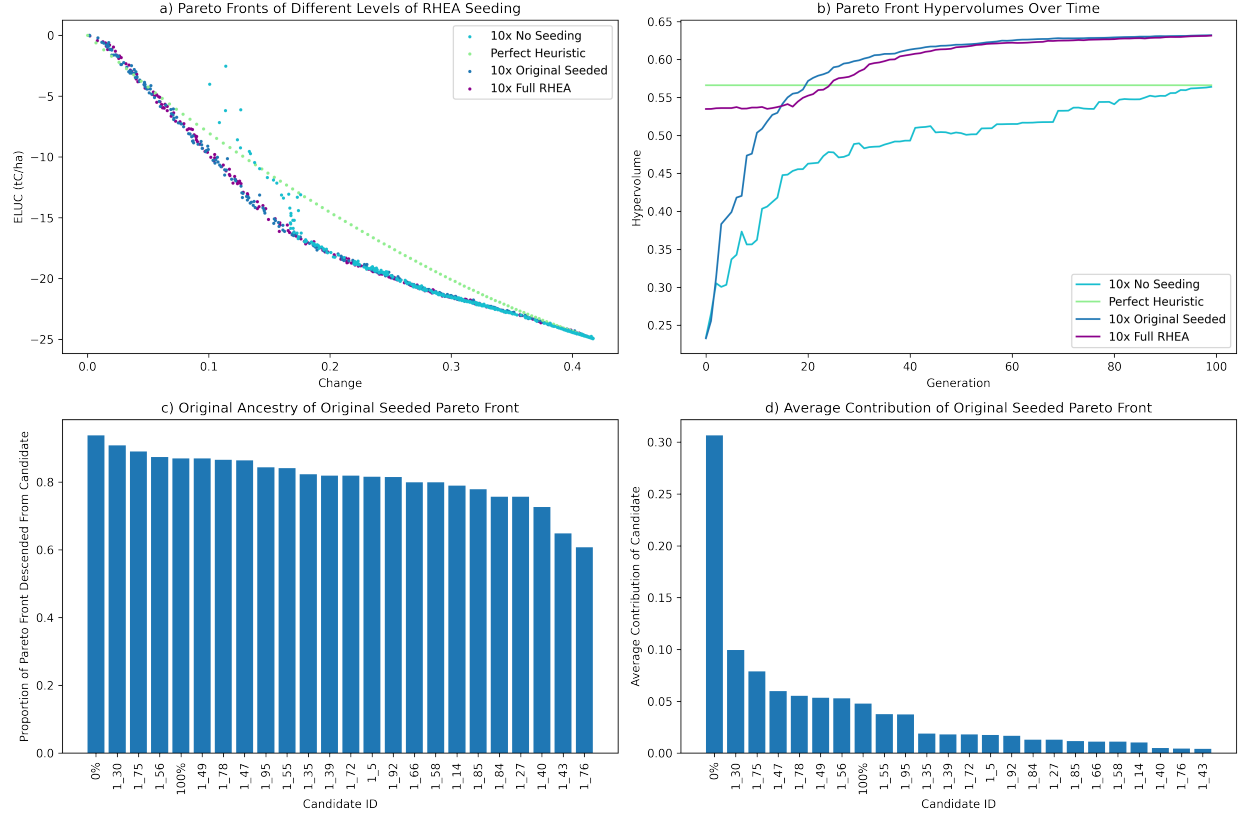 a) Pareto Fronts of Different Levels of RHEA Seeding
0
−5
−10
−15
−20
−25
ELUC (tC/ha)
0.0 0.1 0.2 0.3 0.4
Change
10x No Seeding
Perfect Heuristic
10x Original Seeded
10x Full RHEA
b) Pareto Front Hypervolumes Over Time
0.65
0.60
0.55
0.50
0.45
0.40
0.35
0.30
0.25
Hypervolume
0 20 40 60 80 100
Generation
10x No Seeding
Perfect Heuristic
10x Original Seeded
10x Full RHEA
c) Original Ancestry of Original Seeded Pareto Front
0.8
0.6
0.4
0.2
0.0
Proportion of Pareto Front Descended From Candidate
0% 1_30 1_75 1_56 100% 1_49 1_78 1_47 1_95 1_55 1_35 1_39 1_72 1_5 1_92 1_66 1_58 1_14 1_85 1_84 1_27 1_40 1_43 1_76
Candidate ID
d) Average Contribution of Original Seeded Pareto Front
0.30
0.25
0.20
0.15
0.10
0.05
0.00
Average Contribution of Candidate
0% 1_30 1_75 1_47 1_78 1_49 1_56 100% 1_55 1_95 1_35 1_39 1_72 1_5 1_92 1_84 1_27 1_85 1_66 1_58 1_14 1_40 1_76 1_43
Candidate ID